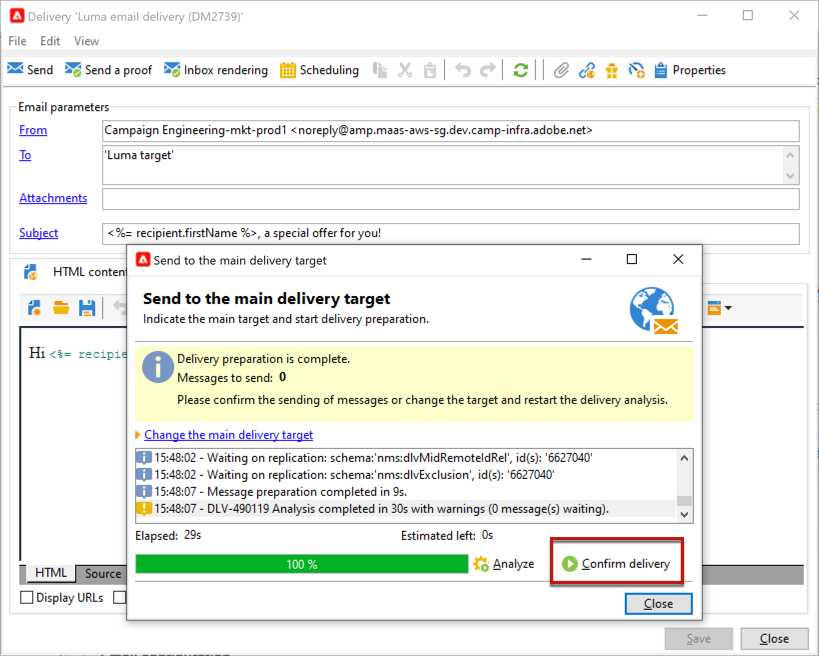 Delivery 'Luma email delivery (DM2739)'
File Edit View
Send Send a proof Inbox rendering Scheduling Properties
Email parameters
From Campaign Engineering-mkt-prod1 <noreply@amp.maas-aws-sg.dev.camp-infra.adobe.net>
To 'Luma target'
Attachments
Subject <%= recipient.firstName %>, a special offer for you!
HTML content
Send to the main delivery target
Send to the main delivery target
Indicate the main target and start delivery preparation.
Hi <%= recipie
Delivery preparation is complete.
Messages to send: 0
Please confirm the sending of messages or change the target and restart the delivery analysis.
Change the main delivery target
15:48:02 - Waiting on replication: schema:'nms:dlvMidRemoteIdRel', id(s): '6627040'
15:48:02 - Waiting on replication: schema:'nms:dlvExclusion', id(s): '6627040'
15:48:07 - Message preparation completed in 9s.
15:48:07 - DLV-490119 Analysis completed in 30s with warnings (0 message(s) waiting).
Elapsed: 29s Estimated left: 0s
100 % Analyze Confirm delivery
HTML Source
Display URLs
Close
Save Close